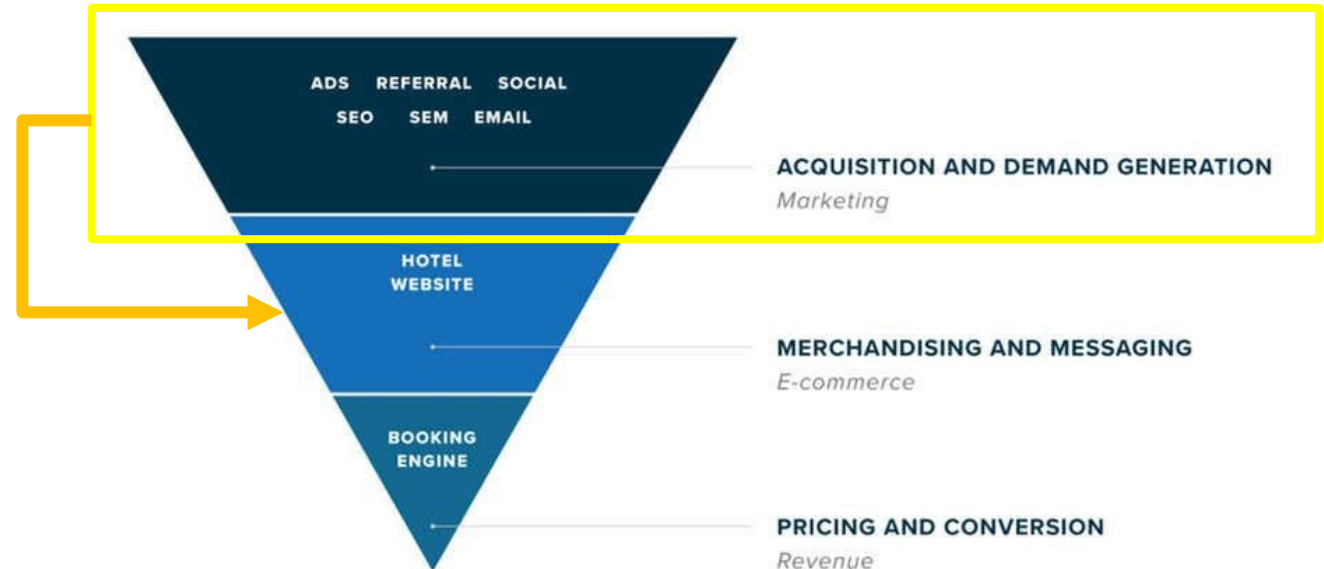 ADS REFERRAL SOCIAL
SEO SEM EMAIL
ACQUISITION AND DEMAND GENERATION
Marketing
HOTEL
WEBSITE
MERCHANDISING AND MESSAGING
E-commerce
BOOKING
ENGINE
PRICING AND CONVERSION
Revenue